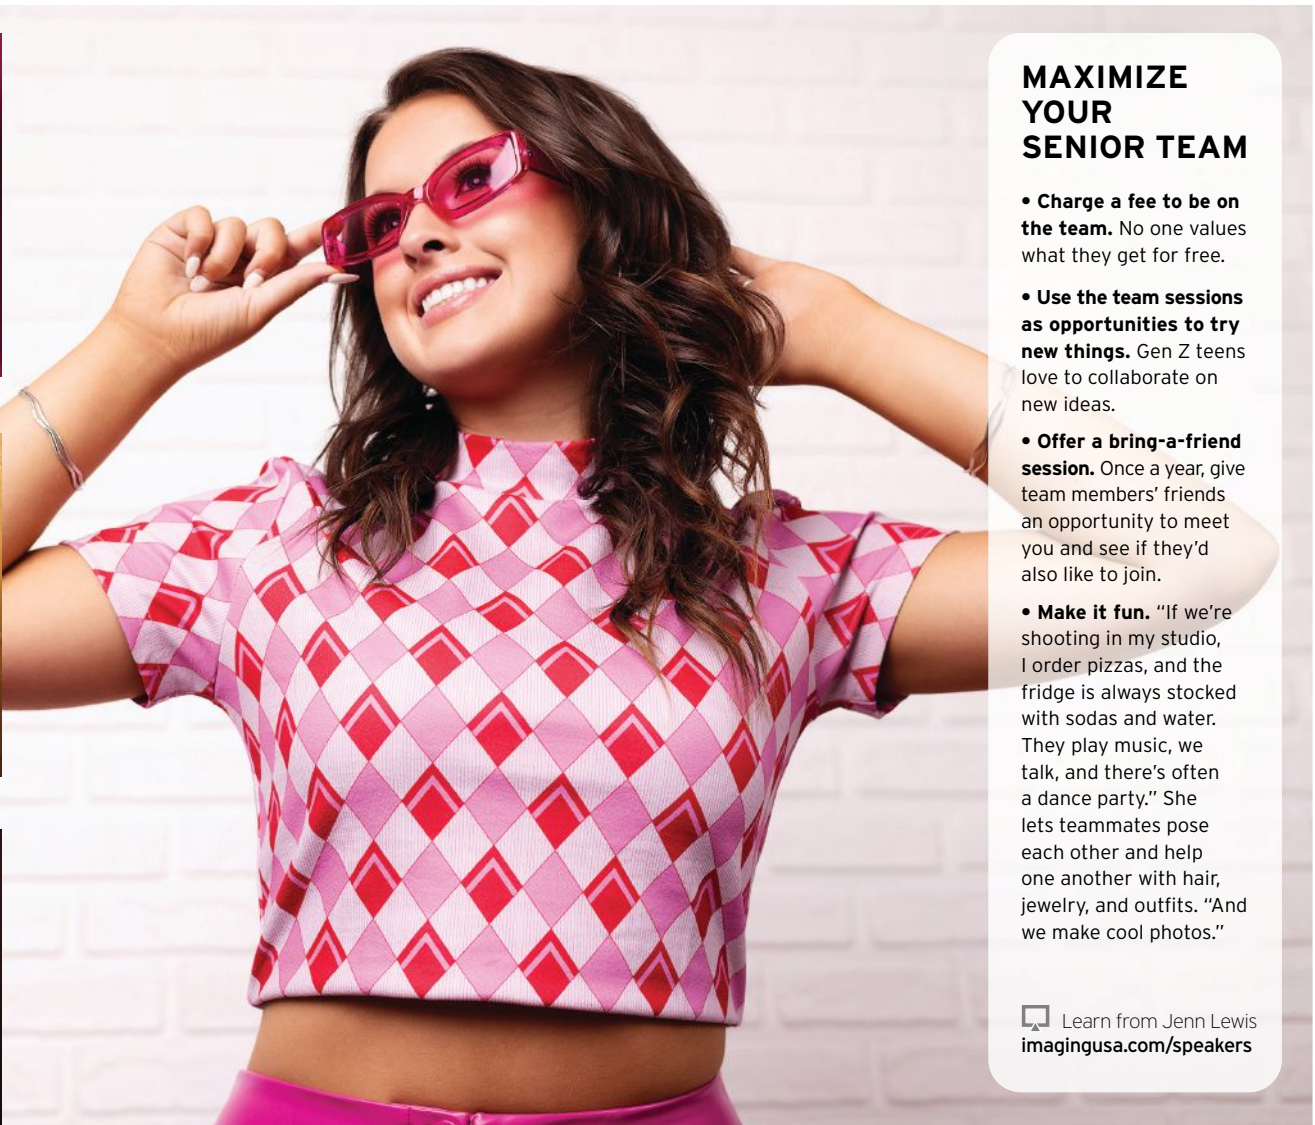 MAXIMIZE
YOUR
SENIOR TEAM
• Charge a fee to be on
the team. No one values
what they get for free.
• Use the team sessions
as opportunities to try
new things. Gen Z teens
love to collaborate on
new ideas.
• Offer a bring-a-friend
session. Once a year, give
team members’ friends
an opportunity to meet
you and see if they’d
also like to join.
• Make it fun. “If we’re
shooting in my studio,
I order pizzas, and the
fridge is always stocked
with sodas and water.
They play music, we
talk, and there’s often
a dance party.” She
lets teammates pose
each other and help
one another with hair,
jewelry, and outfits. “And
we make cool photos.”
Learn from Jenn Lewis
imagingusa.com/speakers